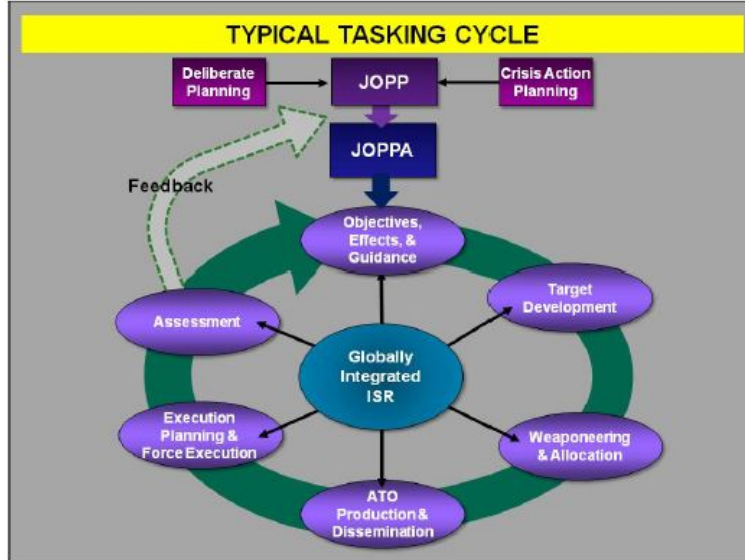 TYPICAL TASKING CYCLE
Deliberate
Planning
JOPP
Crisis Action
Planning
JOPPA
Feedback
Objectives,
Effects, &
Guidance
Target
Development
Assessment
Globally
Integrated
ISR
Execution
Planning &
Force Execution
Weaponeering
& Allocation
ATO
Production &
Dissemination